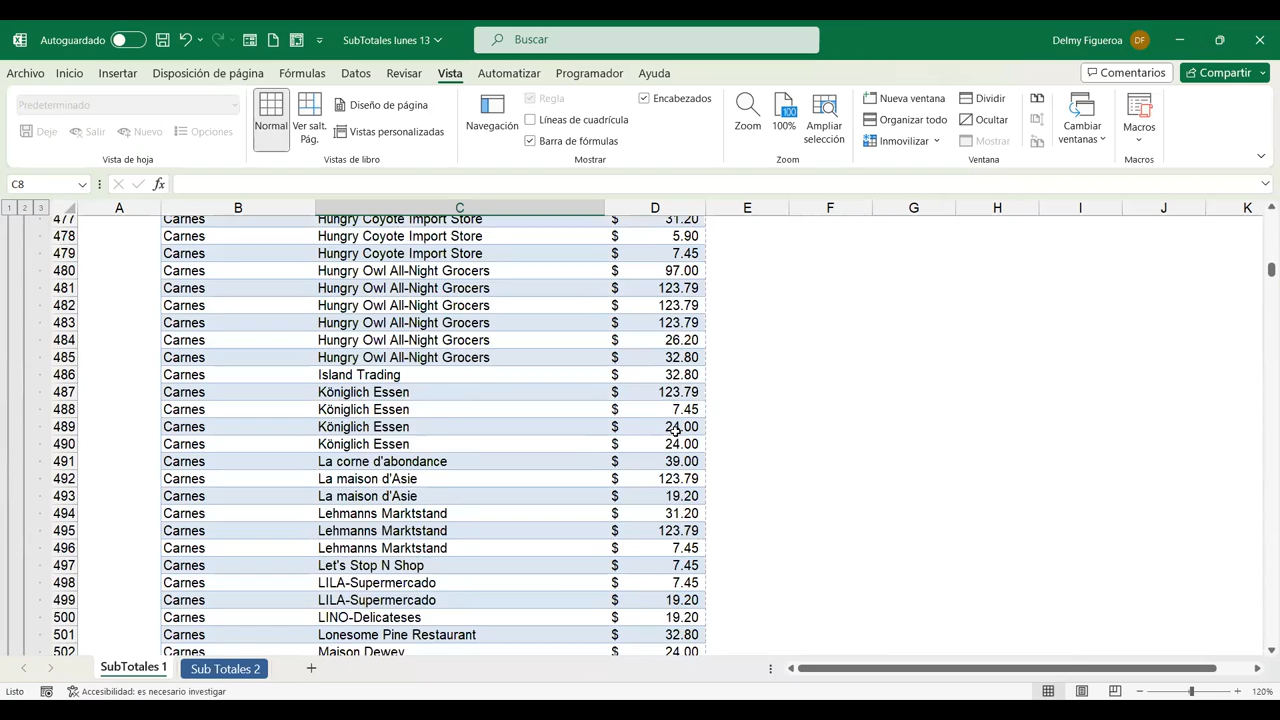 Autoguardado SubTotales lunes 13 Buscar Delmy Figueroa DF
Archivo Inicio Insertar Disposición de página Fórmulas Datos Revisar Vista Automatizar Programador Ayuda Comentarios Compartir
Predeterminado
Deje Salir Nuevo Opciones
Vista de hoja
Normal
Ver salt. Pág.
Diseño de página
Vistas personalizadas
Vistas de libro
Navegación
Regla
Líneas de cuadrícula
Barra de fórmulas
Encabezados
Mostrar
Zoom
100
100%
Ampliar selección
Zoom
Nueva ventana
Organizar todo
Inmovilizar
Dividir
Ocultar
Mostrar
Cambiar ventanas
Ventana
Macros
Macros
C8 fx
1 2 3 A B C D E F G H I J K
477 Carnes Hungry Coyote Import Store $ 31.20
478 Carnes Hungry Coyote Import Store $ 5.90
479 Carnes Hungry Coyote Import Store $ 7.45
480 Carnes Hungry Owl All-Night Grocers $ 97.00
481 Carnes Hungry Owl All-Night Grocers $ 123.79
482 Carnes Hungry Owl All-Night Grocers $ 123.79
483 Carnes Hungry Owl All-Night Grocers $ 123.79
484 Carnes Hungry Owl All-Night Grocers $ 26.20
485 Carnes Hungry Owl All-Night Grocers $ 32.80
486 Carnes Island Trading $ 32.80
487 Carnes Königlich Essen $ 123.79
488 Carnes Königlich Essen $ 7.45
489 Carnes Königlich Essen $ 24.00
490 Carnes Königlich Essen $ 24.00
491 Carnes La corne d'abondance $ 39.00
492 Carnes La maison d'Asie $ 123.79
493 Carnes La maison d'Asie $ 19.20
494 Carnes Lehmanns Marktstand $ 31.20
495 Carnes Lehmanns Marktstand $ 123.79
496 Carnes Lehmanns Marktstand $ 7.45
497 Carnes Let's Stop N Shop $ 7.45
498 Carnes LILA-Supermercado $ 7.45
499 Carnes LILA-Supermercado $ 19.20
500 Carnes LINO-Delicateses $ 19.20
501 Carnes Lonesome Pine Restaurant $ 32.80
502 Carnes Maison Dewey $ 24.00
SubTotales 1 Sub Totales 2
Listo Accesibilidad: es necesario investigar 120%